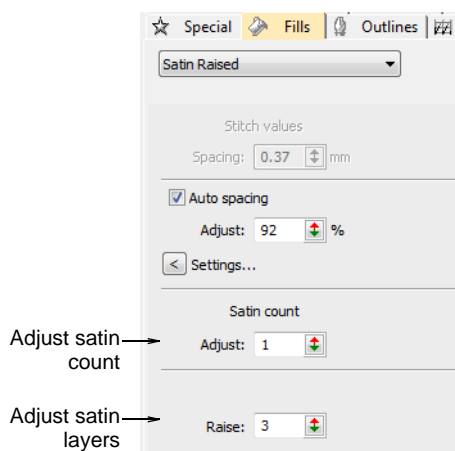 Special Fills Outlines
Satin Raised
Stitch values
Spacing: 0.37 mm
Auto spacing
Adjust: 92 %
< Settings...
Satin count
Adjust satin count
Adjust: 1
Adjust satin layers
Raise: 3